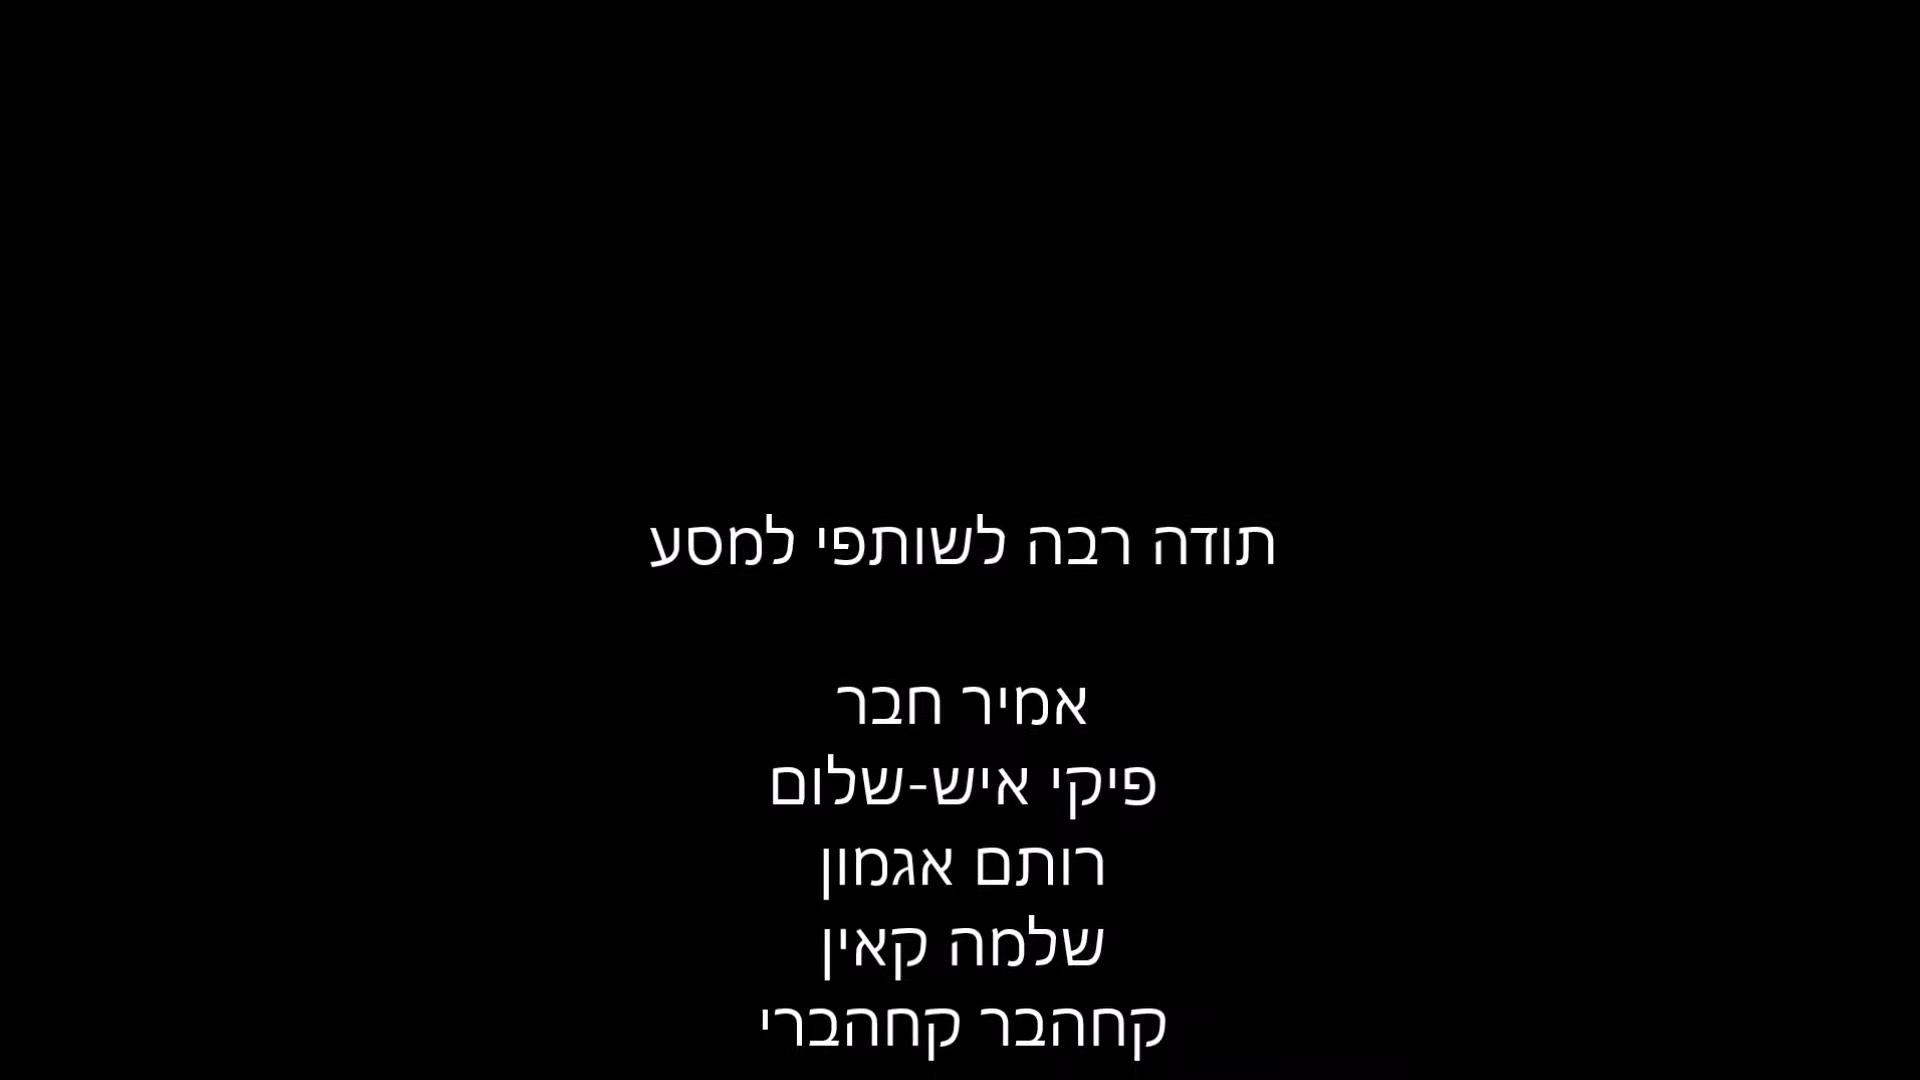 תודה רבה לשותפי למסע
אמיר חבר
פיקי איש-שלום
רותם אגמון
שלמה קאין
קחהבר קחהברי